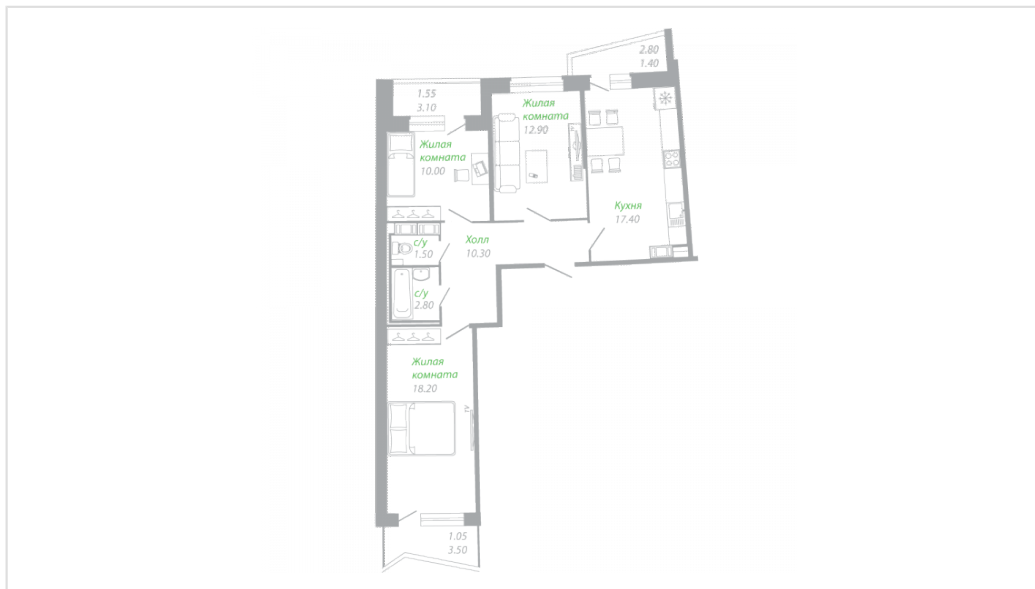 2.80
1.40
1.55
3.10
Жилая
комната
12.90
Жилая
комната
10.00
Кухня
17.40
с/у
1.50
Холл
10.30
с/у
2.80
Жилая
комната
18.20
TV
1.05
3.50